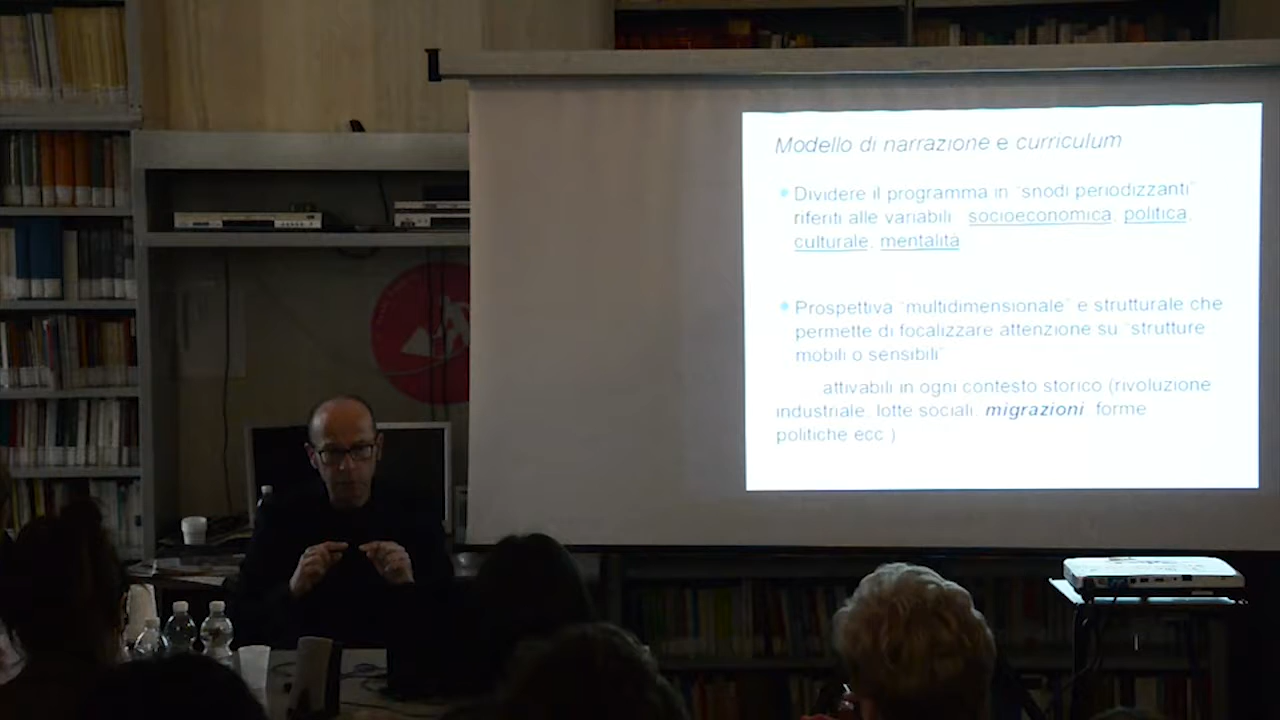 Modello di narrazione e curriculum
Dividere il programma in "snodi periodizzanti"
riferiti alle variabili: socioeconomica, politica,
culturale, mentalità
Prospettiva "multidimensionale" e strutturale che
permette di focalizzare attenzione su "strutture
mobili o sensibili"
attivabili in ogni contesto storico (rivoluzione
industriale, lotte sociali, migrazioni, forme
politiche ecc.)